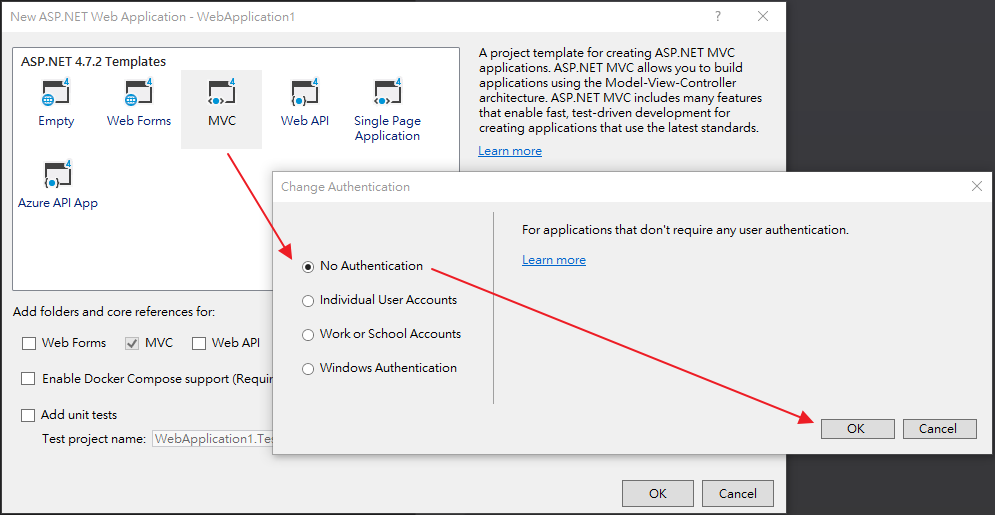 New ASP.NET Web Application - WebApplication1
ASP.NET 4.7.2 Templates
Empty
Web Forms
MVC
Web API
Single Page
Application
Azure API App
A project template for creating ASP.NET MVC
applications. ASP.NET MVC allows you to build
applications using the Model-View-Controller
architecture. ASP.NET MVC includes many features
that enable fast, test-driven development for
creating applications that use the latest standards.
Learn more
Change Authentication
No Authentication
Individual User Accounts
Work or School Accounts
Windows Authentication
For applications that don't require any user authentication.
Learn more
OK
Cancel
Add folders and core references for:
Web Forms
MVC
Web API
Enable Docker Compose support (Requir
Add unit tests
Test project name:
WebApplication1.Te
OK
Cancel